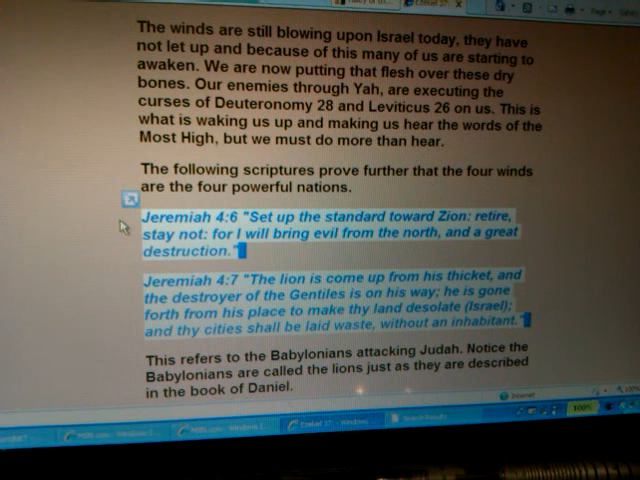 The winds are still blowing upon Israel today, they have
not let up and because of this many of us are starting to
awaken. We are now putting that flesh over these dry
bones. Our enemies through Yah, are executing the
curses of Deuteronomy 28 and Leviticus 26 on us. This is
what is waking us up and making us hear the words of the
Most High, but we must do more than hear.
The following scriptures prove further that the four winds
are the four powerful nations.
Jeremiah 4:6 "Set up the standard toward Zion: retire,
stay not: for I will bring evil from the north, and a great
destruction."
Jeremiah 4:7 "The lion is come up from his thicket, and
the destroyer of the Gentiles is on his way; he is gone
forth from his place to make thy land desolate (Israel);
and thy cities shall be laid waste, without an inhabitant."
This refers to the Babylonians attacking Judah. Notice the
Babylonians are called the lions just as they are described
in the book of Daniel.
Internet
100%
Windows
Ezekiel 37:
Windows
Search Results
100%